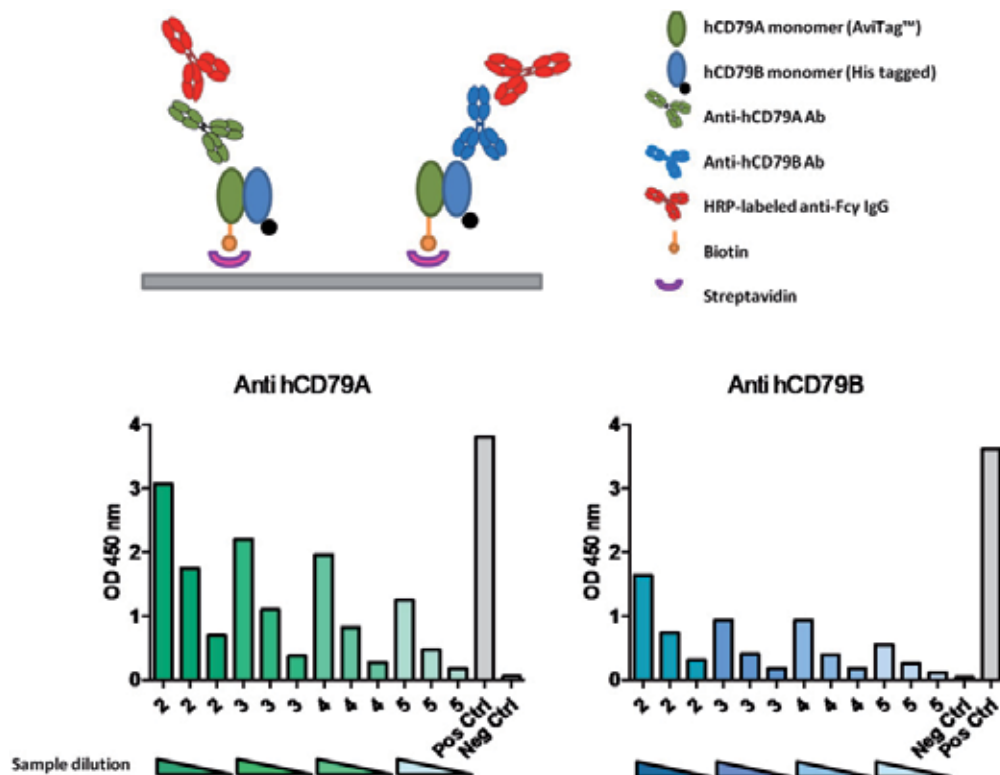 hCD79A monomer (AviTag™)
hCD79B monomer (His tagged)
Anti-hCD79A Ab
Anti-hCD79B Ab
HRP-labeled anti-Fcy IgG
Biotin
Streptavidin
Anti hCD79A
OD 450 nm
4
3
2
1
0
2 2 2 3 3 3 4 4 4 5 5 5 Pos Ctrl Neg Ctrl
Anti hCD79B
OD 450 nm
4
3
2
1
0
2 2 2 3 3 3 4 4 4 5 5 5 Neg Ctrl Pos Ctrl
Sample dilution